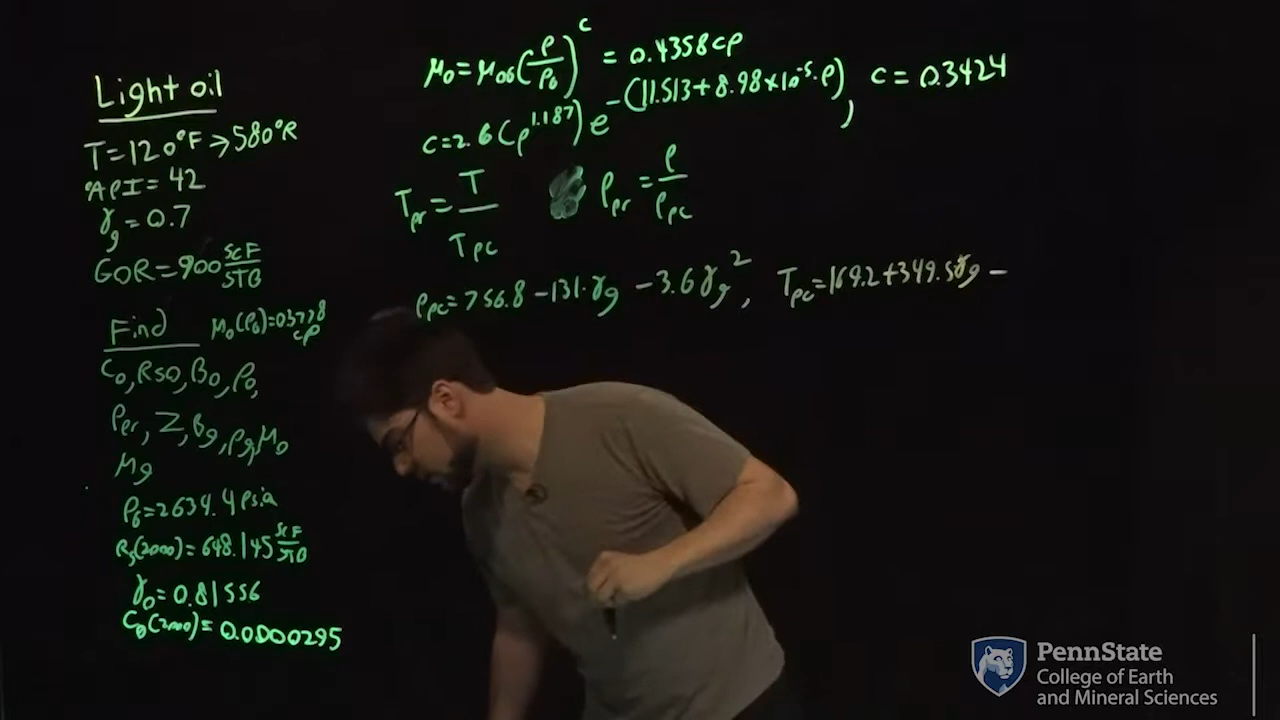 Light oil
T=120°F→580°R
API=42
γg=0.7
GOR=900 SCF/STB
Find μo(Pb)=0.3778 cp
Co, Rso, Bo, ρo,
Ppr, Z, Bg, ρg, μo
μg
Pb=2634.4 Psia
Rs(2000)=648.145 SCF/STB
γo=0.81556
Co(2000)=0.0000295
μo=μob(P/Pb)^c = 0.4358 cp
c=2.6(P^1.187) e^-(11.513+8.98×10^-5·P), c=0.3424
Tpr=T/Tpc Ppr=P/Ppc
Ppc=756.8-131·γg-3.6γg², Tpc=169.2+349.5γg-
PennState
College of Earth
and Mineral Sciences